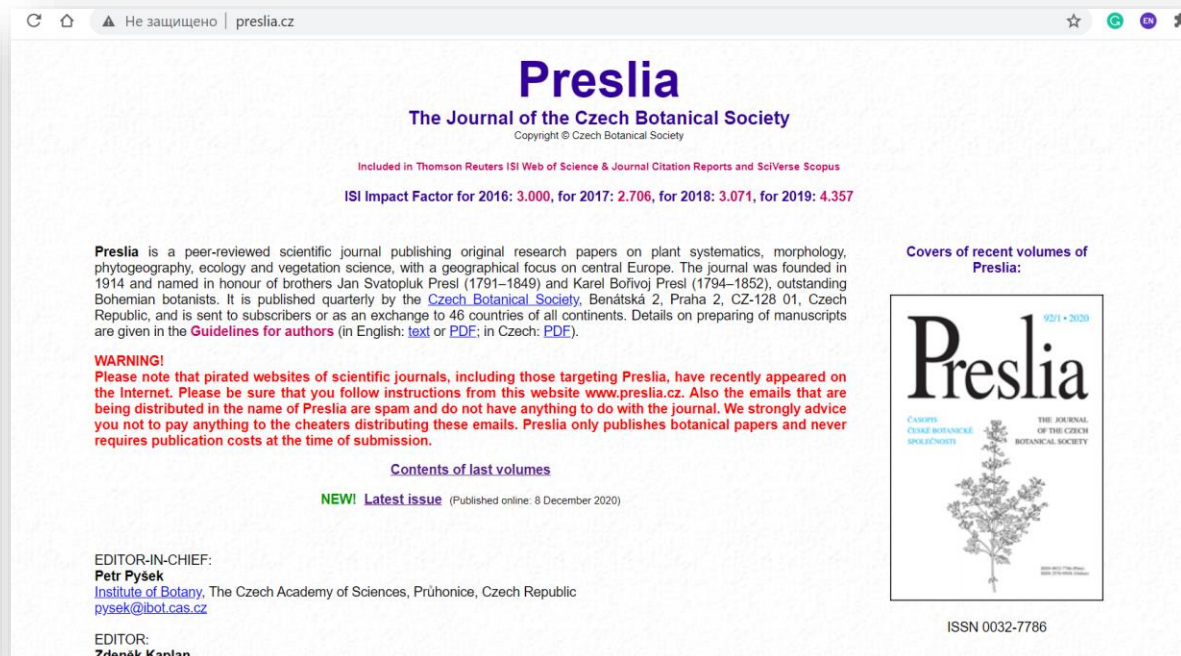 Не защищено | preslia.cz
EN
Preslia
The Journal of the Czech Botanical Society
Copyright © Czech Botanical Society
Included in Thomson Reuters ISI Web of Science & Journal Citation Reports and SciVerse Scopus
ISI Impact Factor for 2016: 3.000, for 2017: 2.706, for 2018: 3.071, for 2019: 4.357
Preslia is a peer-reviewed scientific journal publishing original research papers on plant systematics, morphology,
phytogeography, ecology and vegetation science, with a geographical focus on central Europe. The journal was founded in
1914 and named in honour of brothers Jan Svatopluk Presl (1791–1849) and Karel Bořivoj Presl (1794–1852), outstanding
Bohemian botanists. It is published quarterly by the Czech Botanical Society, Benátská 2, Praha 2, CZ-128 01, Czech
Republic, and is sent to subscribers or as an exchange to 46 countries of all continents. Details on preparing of manuscripts
are given in the Guidelines for authors (in English: text or PDF; in Czech: PDF).
WARNING!
Please note that pirated websites of scientific journals, including those targeting Preslia, have recently appeared on
the Internet. Please be sure that you follow instructions from this website www.preslia.cz. Also the emails that are
being distributed in the name of Preslia are spam and do not have anything to do with the journal. We strongly advice
you not to pay anything to the cheaters distributing these emails. Preslia only publishes botanical papers and never
requires publication costs at the time of submission.
Contents of last volumes
NEW! Latest issue (Published online: 8 December 2020)
EDITOR-IN-CHIEF:
Petr Pyšek
Institute of Botany, The Czech Academy of Sciences, Průhonice, Czech Republic
pysek@ibot.cas.cz
EDITOR:
Zdeněk Kaplan
Covers of recent volumes of
Preslia:
92/1 • 2020
Preslia
ČASOPIS
ČESKÉ BOTANICKÉ
SPOLEČNOSTI
THE JOURNAL
OF THE CZECH
BOTANICAL SOCIETY
ISSN 0032-7786